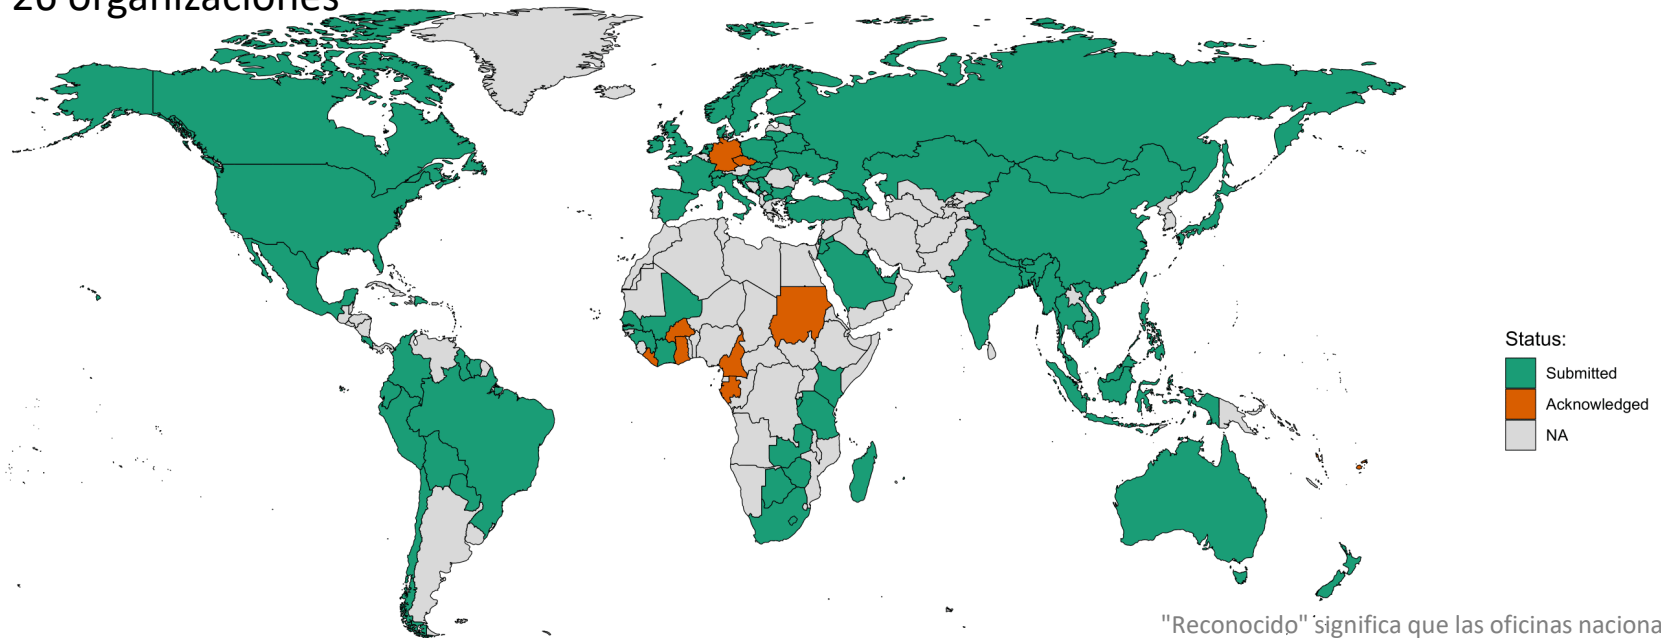 26 organizaciones
Status:
Submitted
Acknowledged
NA
"Reconocido" significa que las oficinas naciona